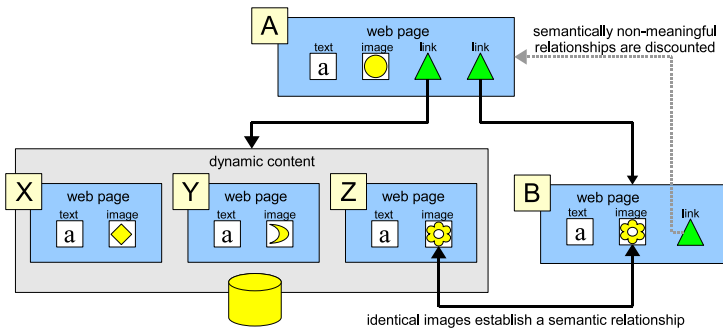 A
web page
text
image
link
link
a
semantically non-meaningful
relationships are discounted
dynamic content
X
web page
text
image
a
Y
web page
text
image
a
Z
web page
text
image
a
B
web page
text
image
link
a
identical images establish a semantic relationship